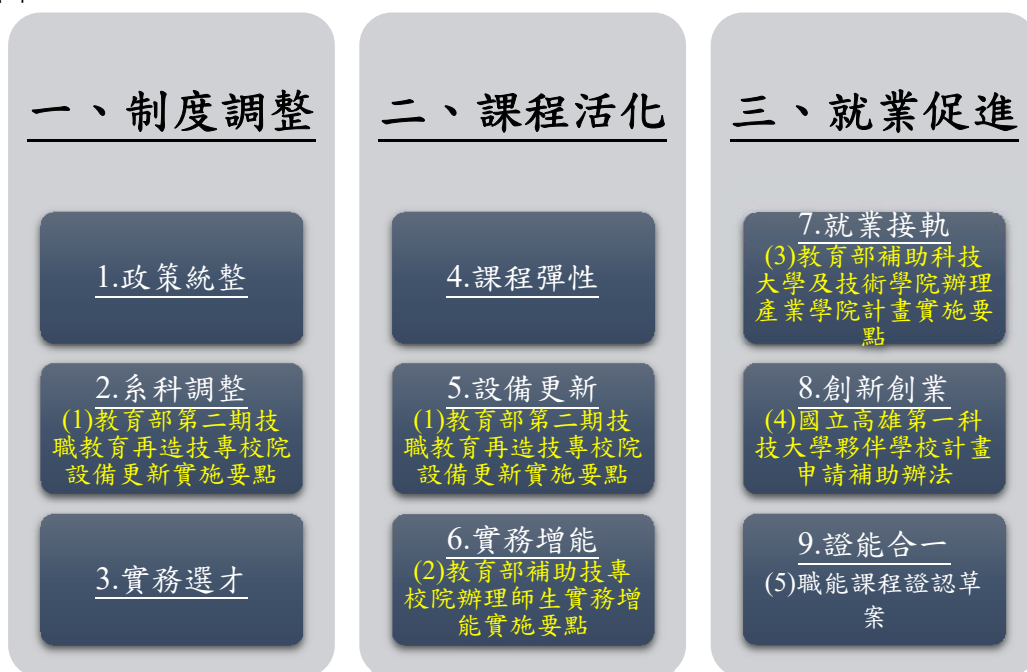 一、制度調整
1.政策統整
2.系科調整
(1)教育部第二期技
職教育再造技專校院
設備更新實施要點
3.實務選才
二、課程活化
4.課程彈性
5.設備更新
(1)教育部第二期技
職教育再造技專校院
設備更新實施要點
6.實務增能
(2)教育部補助技專
校院辦理師生實務增
能實施要點
三、就業促進
7.就業接軌
(3)教育部補助科技
大學及技術學院辦理
產業學院計畫實施要
點
8.創新創業
(4)國立高雄第一科
技大學夥伴學校計畫
申請補助辦法
9.證能合一
(5)職能課程證認草
案